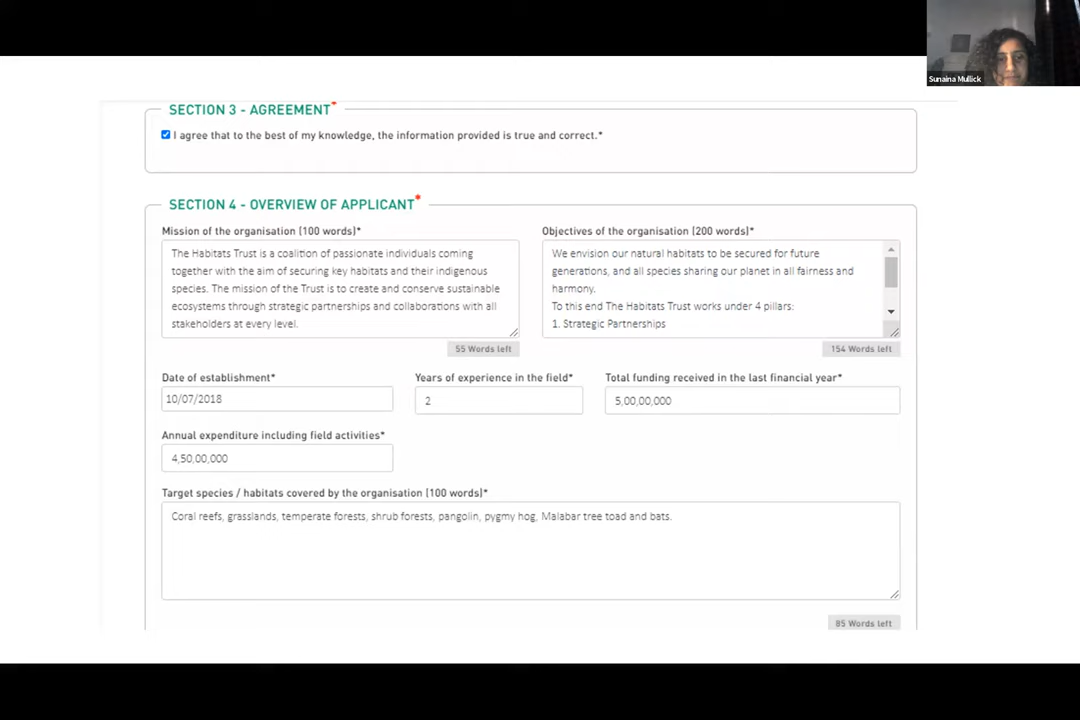 Sunaina Mullick
SECTION 3 - AGREEMENT*
I agree that to the best of my knowledge, the information provided is true and correct.*
SECTION 4 - OVERVIEW OF APPLICANT*
Mission of the organisation (100 words)*
The Habitats Trust is a coalition of passionate individuals coming
together with the aim of securing key habitats and their indigenous
species. The mission of the Trust is to create and conserve sustainable
ecosystems through strategic partnerships and collaborations with all
stakeholders at every level.
55 Words left
Objectives of the organisation (200 words)*
We envision our natural habitats to be secured for future
generations, and all species sharing our planet in all fairness and
harmony.
To this end The Habitats Trust works under 4 pillars:
1. Strategic Partnerships
154 Words left
Date of establishment*
10/07/2018
Years of experience in the field*
2
Total funding received in the last financial year*
5,00,00,000
Annual expenditure including field activities*
4,50,00,000
Target species / habitats covered by the organisation (100 words)*
Coral reefs, grasslands, temperate forests, shrub forests, pangolin, pygmy hog, Malabar tree toad and bats.
85 Words left